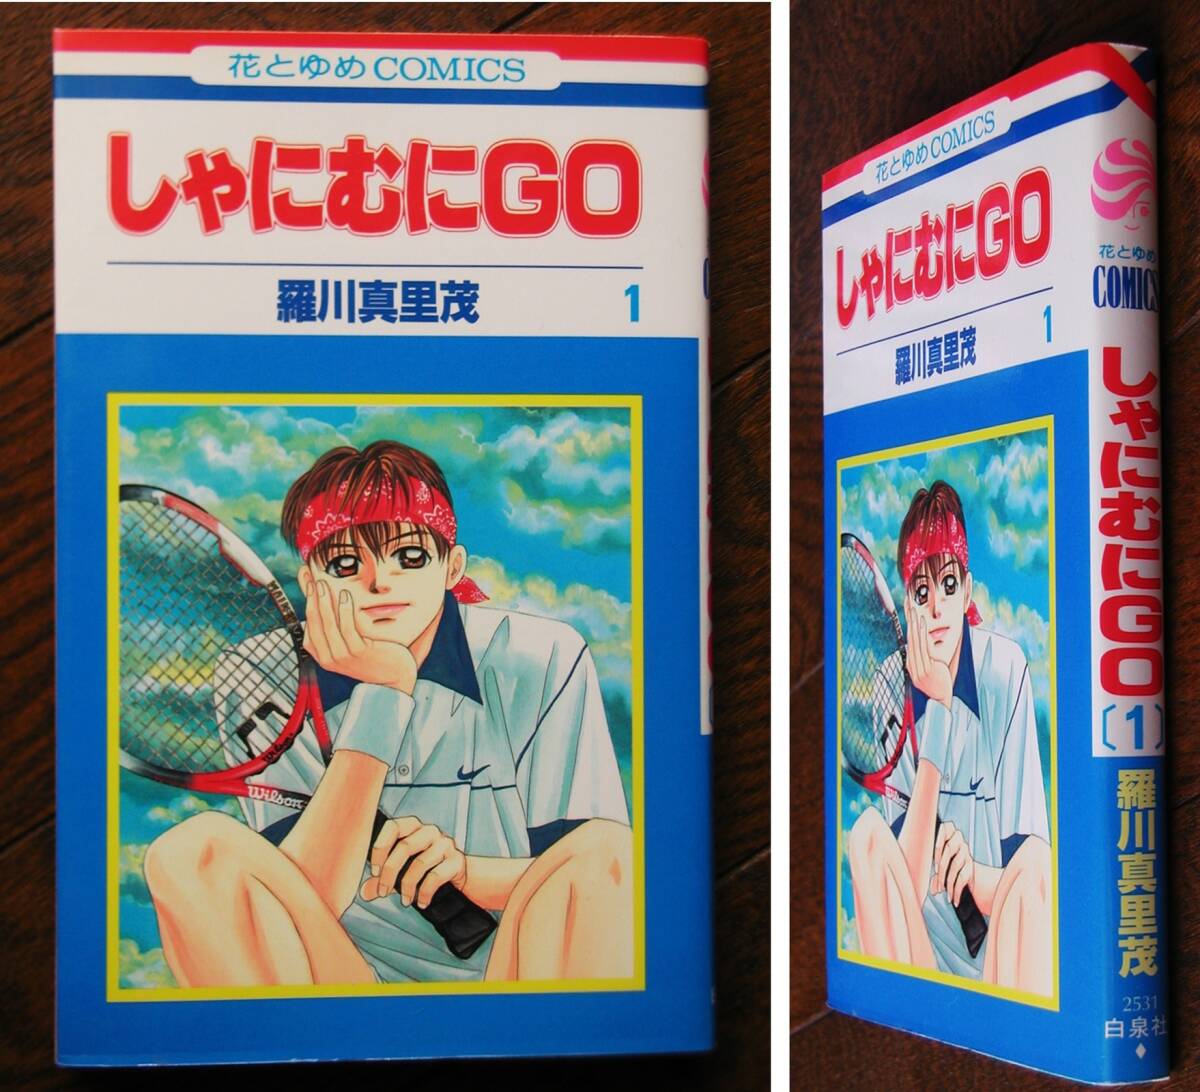 花とゆめCOMICS
しゃにむにGO
羅川真里茂
1
Wilson
花とゆめCOMICS
しゃにむにGO
羅川真里茂
1
花とゆめ
COMICS
しゃにむにGO
〔1〕
羅川真里茂
2531
白泉社